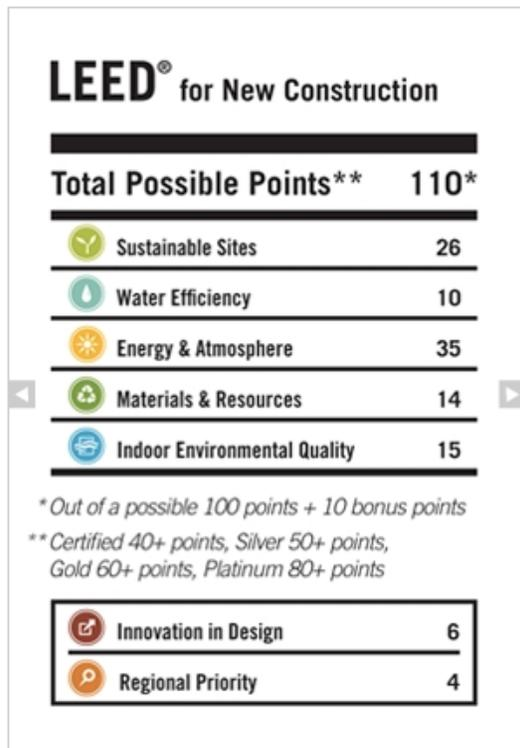 LEED® for New Construction
Total Possible Points** 110*
Sustainable Sites 26
Water Efficiency 10
Energy & Atmosphere 35
Materials & Resources 14
Indoor Environmental Quality 15
* Out of a possible 100 points + 10 bonus points
** Certified 40+ points, Silver 50+ points,
Gold 60+ points, Platinum 80+ points
Innovation in Design 6
Regional Priority 4